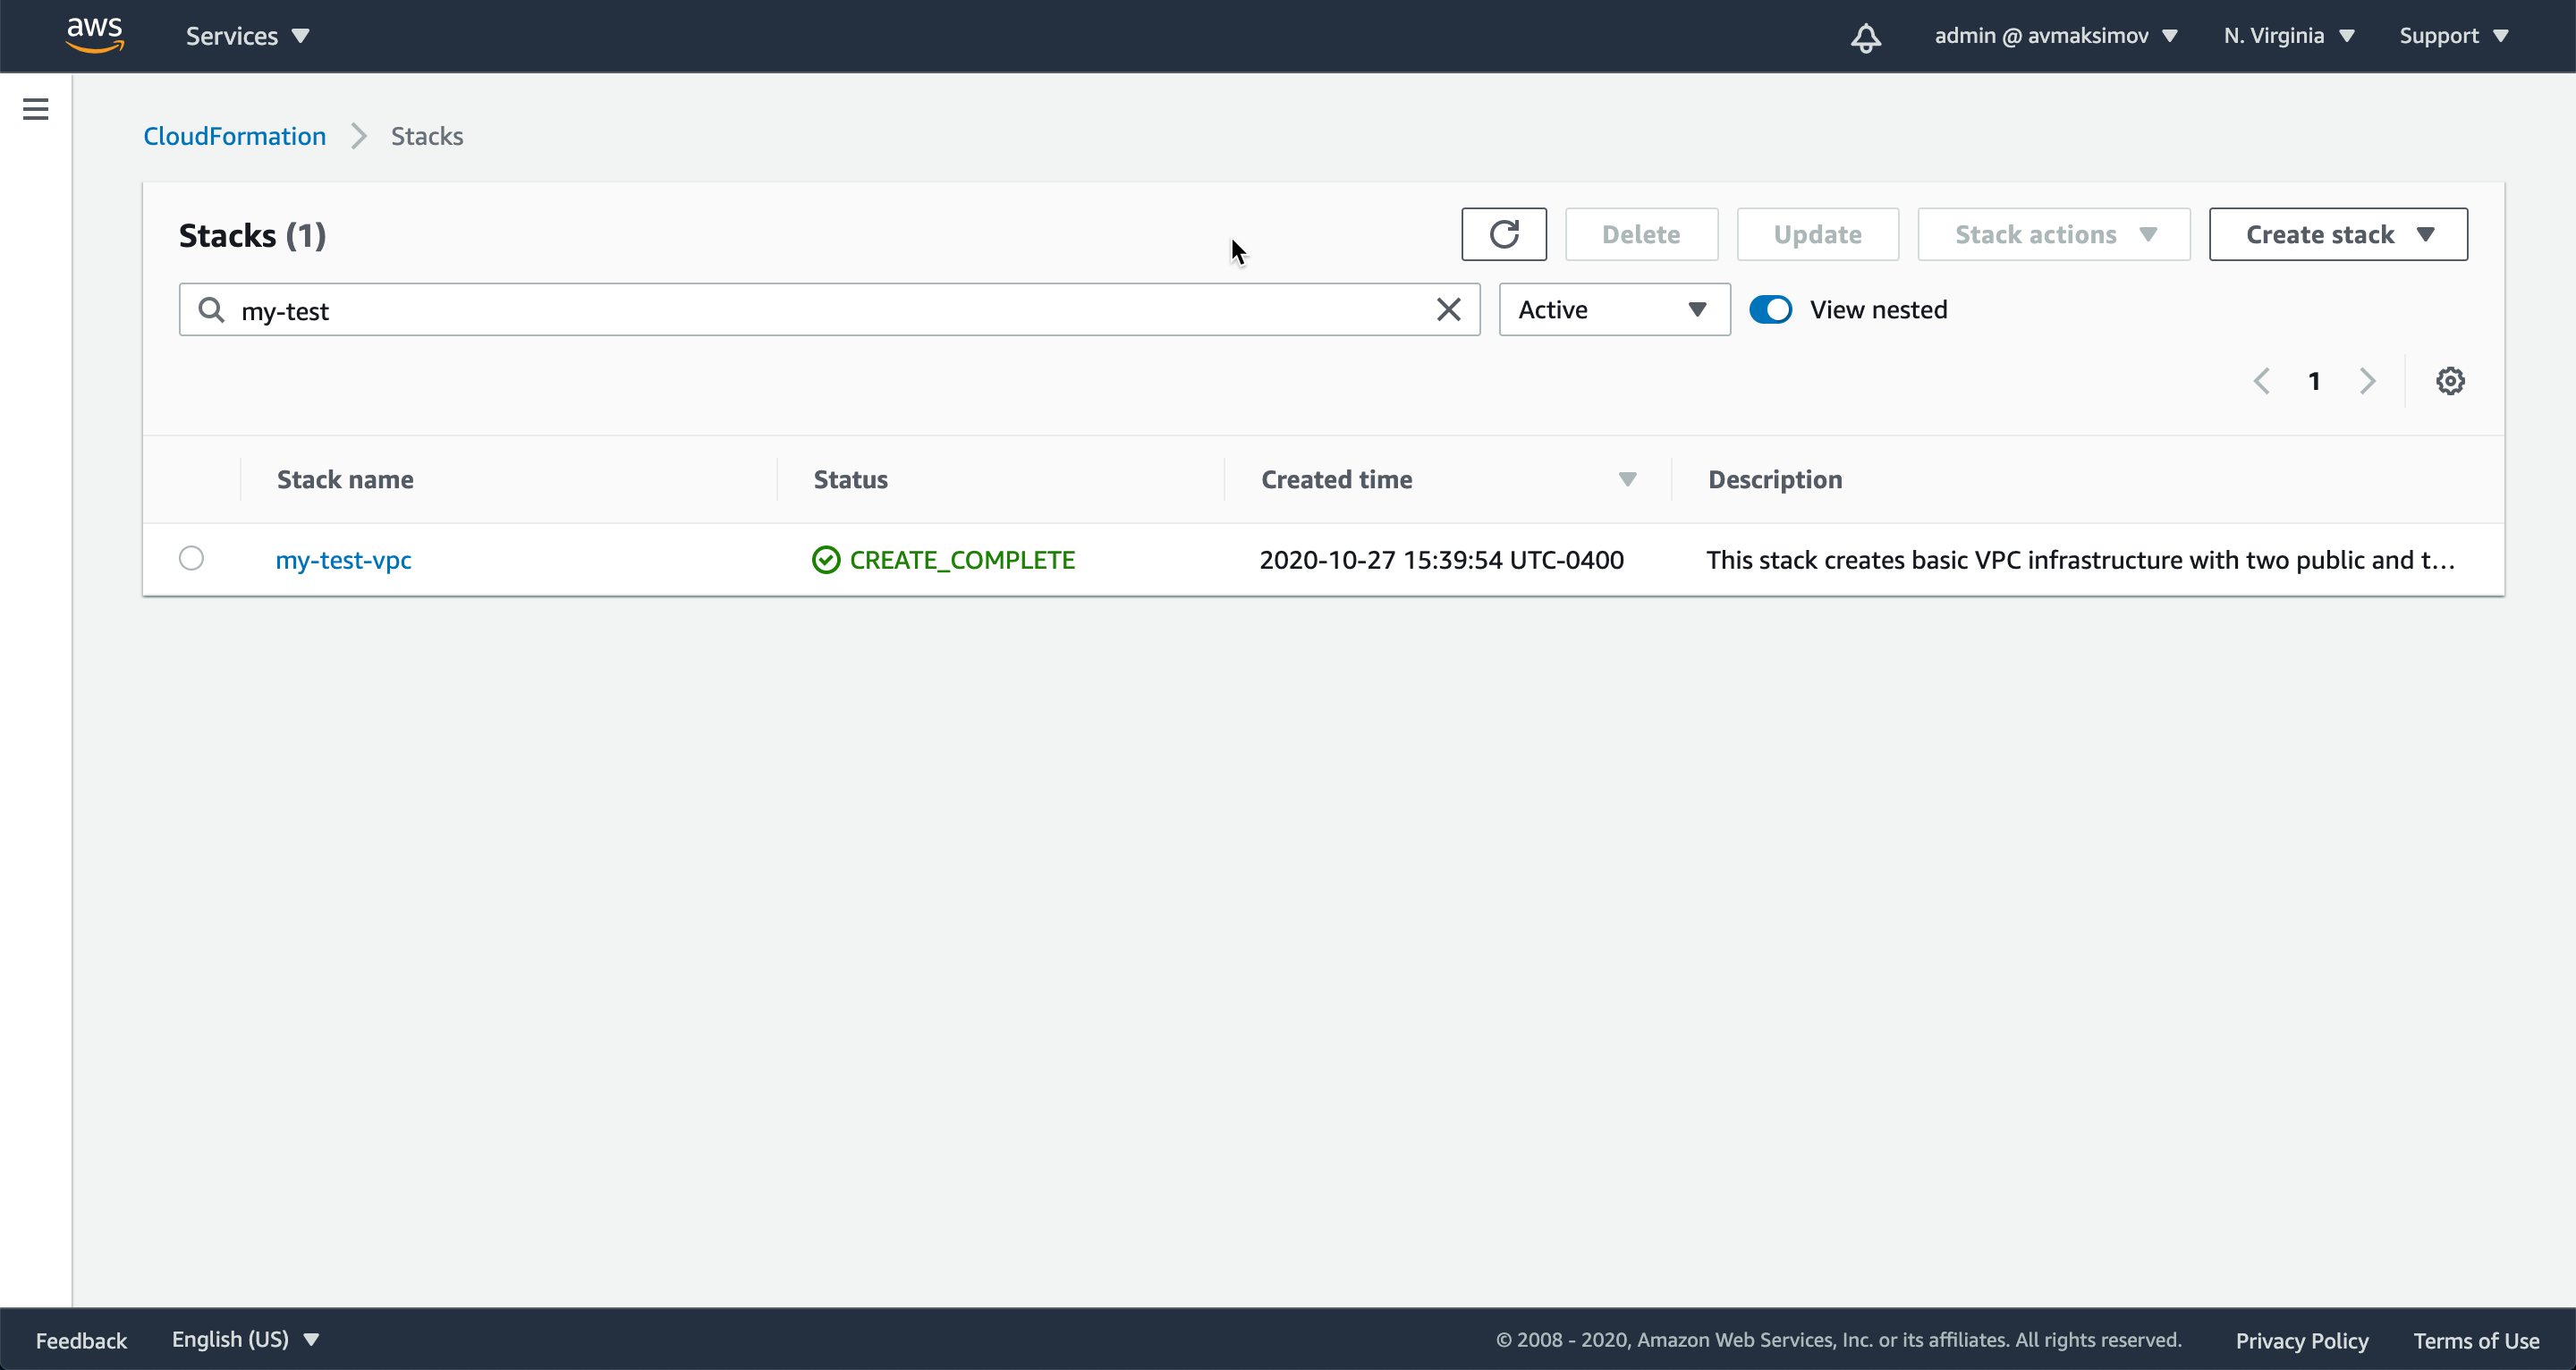 aws Services admin @ avmaksimov N. Virginia Support
CloudFormation Stacks
Stacks (1) Delete Update Stack actions Create stack
my-test Active View nested
1
Stack name Status Created time Description
my-test-vpc CREATE_COMPLETE 2020-10-27 15:39:54 UTC-0400 This stack creates basic VPC infrastructure with two public and t...
Feedback English (US) © 2008 - 2020, Amazon Web Services, Inc. or its affiliates. All rights reserved. Privacy Policy Terms of Use